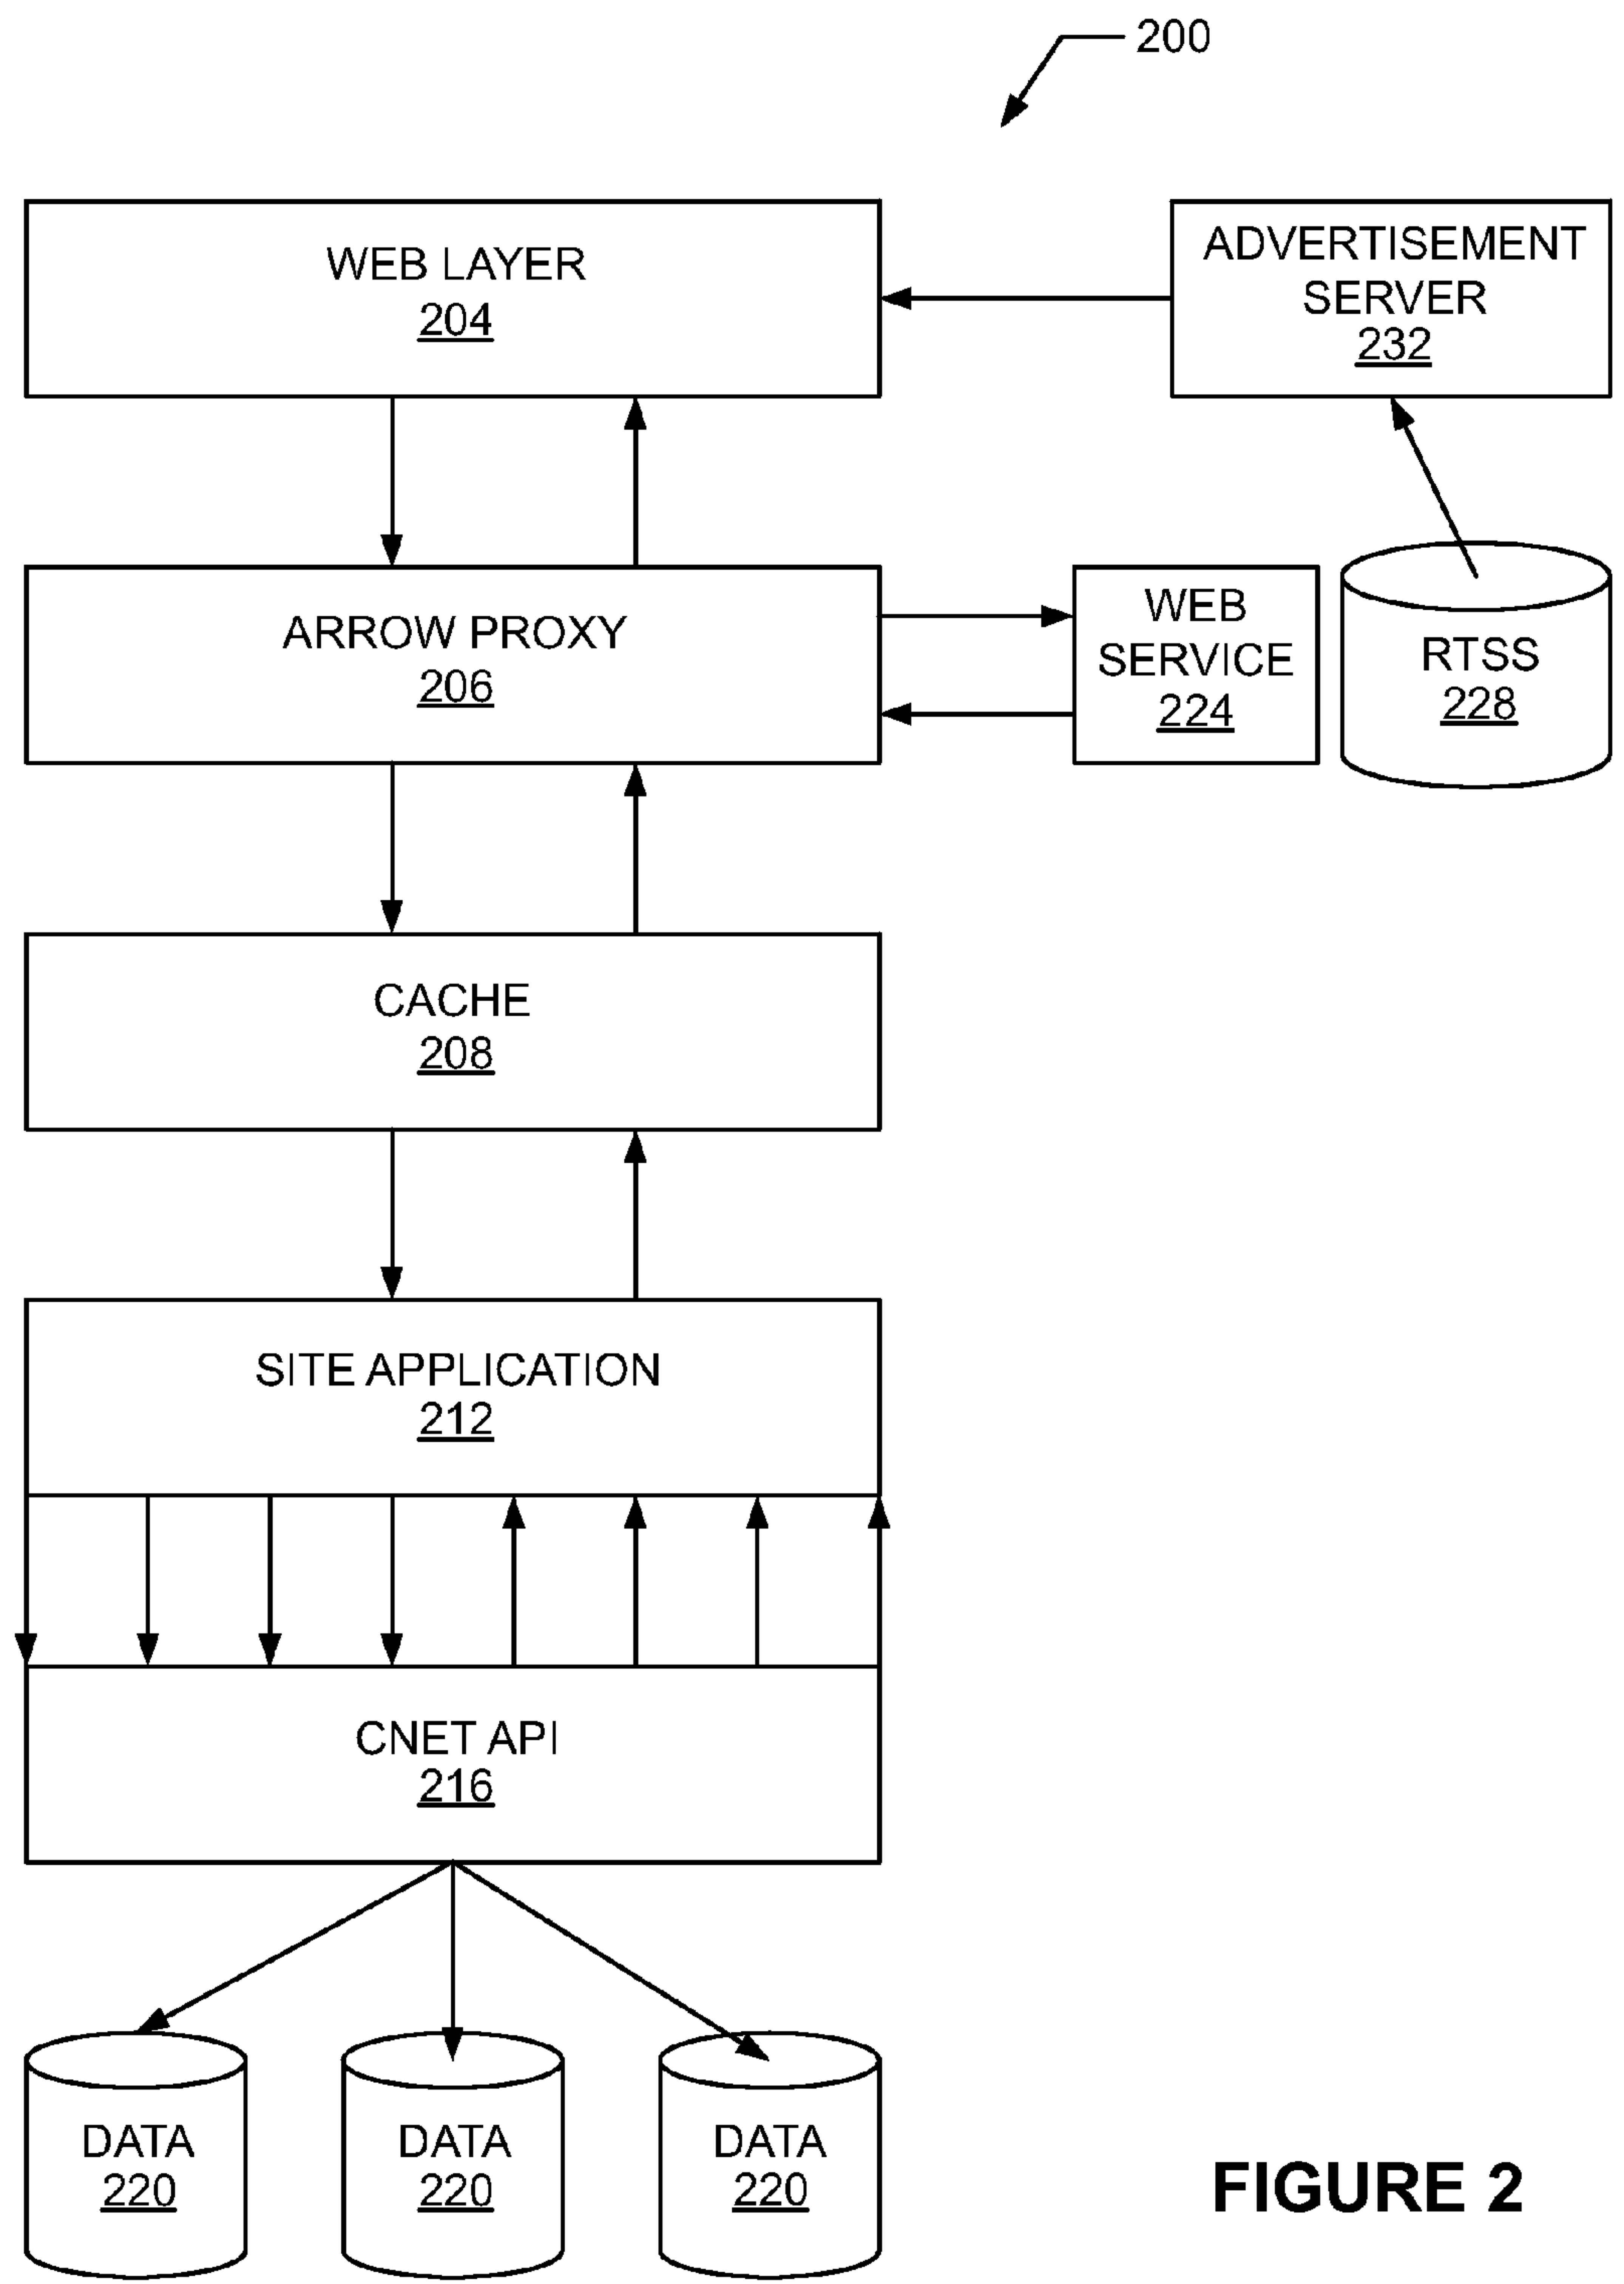 200
WEB LAYER
204
ADVERTISEMENT
SERVER
232
ARROW PROXY
206
WEB
SERVICE
224
RTSS
228
CACHE
208
SITE APPLICATION
212
CNET API
216
DATA
220
DATA
220
DATA
220
FIGURE 2